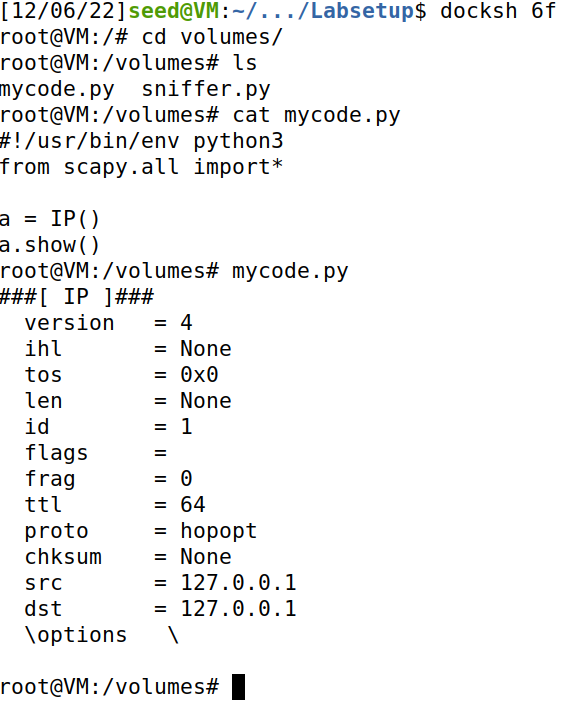 [12/06/22]seed@VM:~/.../Labsetup$ docksh 6f
root@VM:/# cd volumes/
root@VM:/volumes# ls
mycode.py  sniffer.py
root@VM:/volumes# cat mycode.py
#!/usr/bin/env python3
from scapy.all import*

a = IP()
a.show()
root@VM:/volumes# mycode.py
###[ IP ]###
  version   = 4
  ihl       = None
  tos       = 0x0
  len       = None
  id        = 1
  flags     =
  frag      = 0
  ttl       = 64
  proto     = hopopt
  chksum    = None
  src       = 127.0.0.1
  dst       = 127.0.0.1
  \options   \

root@VM:/volumes#